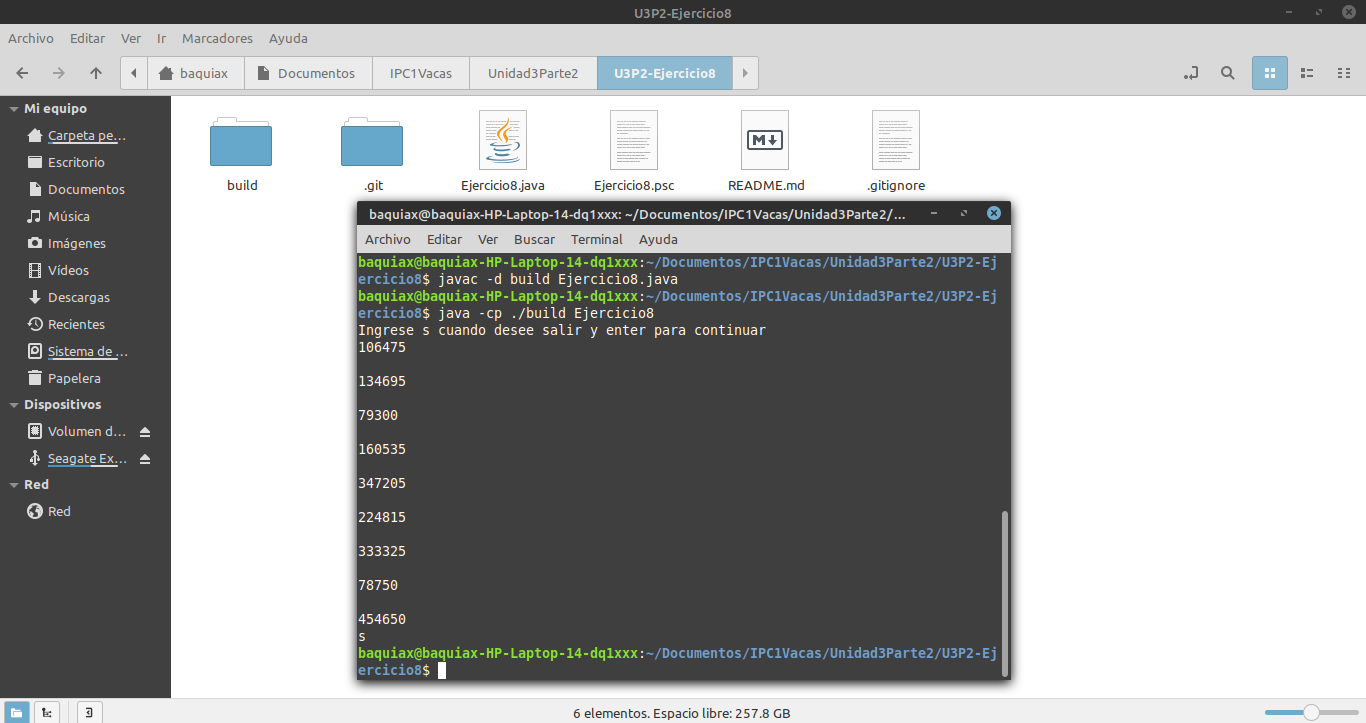 U3P2-Ejercicio8
Archivo Editar Ver Ir Marcadores Ayuda
baquiax Documentos IPC1Vacas Unidad3Parte2 U3P2-Ejercicio8
Mi equipo
Carpeta pe...
Escritorio
Documentos
Música
Imágenes
Vídeos
Descargas
Recientes
Sistema de ...
Papelera
Dispositivos
Volumen d...
Seagate Ex...
Red
Red
build .git Ejercicio8.java Ejercicio8.psc README.md .gitignore
baquiax@baquiax-HP-Laptop-14-dq1xxx: ~/Documentos/IPC1Vacas/Unidad3Parte2/...
Archivo Editar Ver Buscar Terminal Ayuda
baquiax@baquiax-HP-Laptop-14-dq1xxx:~/Documentos/IPC1Vacas/Unidad3Parte2/U3P2-Ej
ercicio8$ javac -d build Ejercicio8.java
baquiax@baquiax-HP-Laptop-14-dq1xxx:~/Documentos/IPC1Vacas/Unidad3Parte2/U3P2-Ej
ercicio8$ java -cp ./build Ejercicio8
Ingrese s cuando desee salir y enter para continuar
106475
134695
79300
160535
347205
224815
333325
78750
454650
s
baquiax@baquiax-HP-Laptop-14-dq1xxx:~/Documentos/IPC1Vacas/Unidad3Parte2/U3P2-Ej
ercicio8$
6 elementos. Espacio libre: 257.8 GB